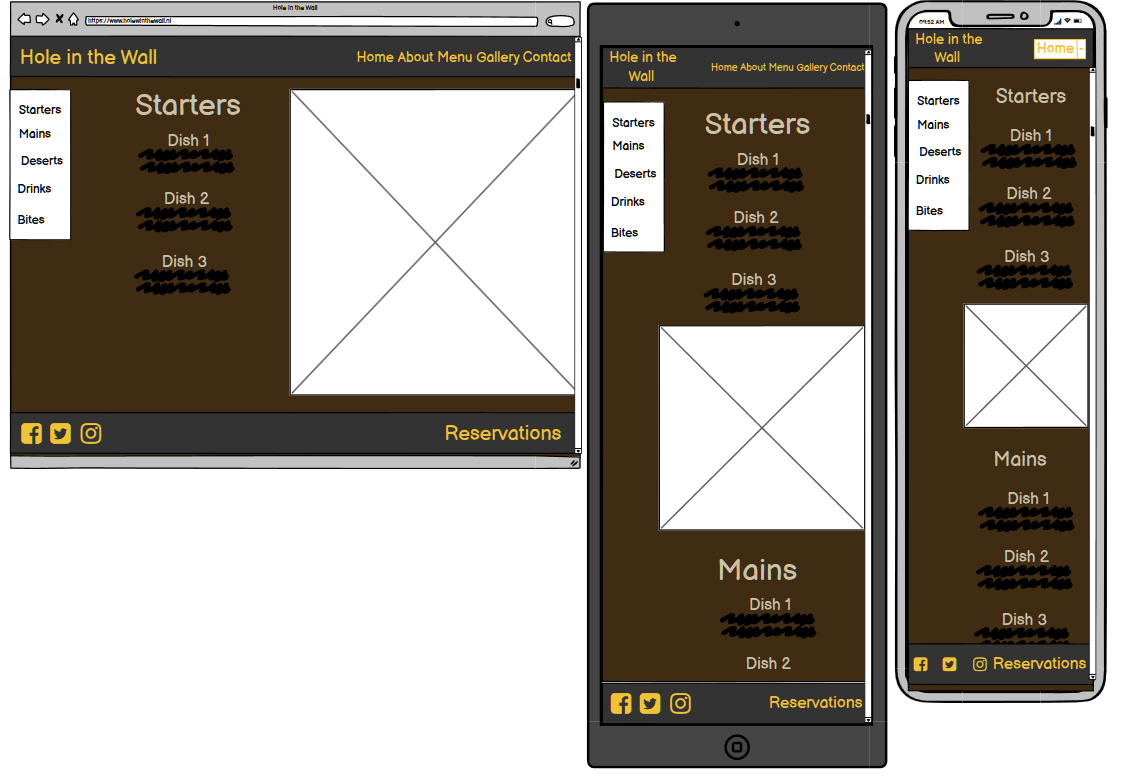 Hole in the Wall
https://www.holeinthewall.nl
Hole in the Wall
Home About Menu Gallery Contact
Starters
Mains
Deserts
Drinks
Bites
Starters
Dish 1
Dish 2
Dish 3
Reservations
Hole in the
Wall
Home About Menu Gallery Contact
Starters
Mains
Deserts
Drinks
Bites
Starters
Dish 1
Dish 2
Dish 3
Mains
Dish 1
Dish 2
Reservations
09:52 AM
Hole in the
Wall
Home
Starters
Mains
Deserts
Drinks
Bites
Starters
Dish 1
Dish 2
Dish 3
Mains
Dish 1
Dish 2
Dish 3
Reservations